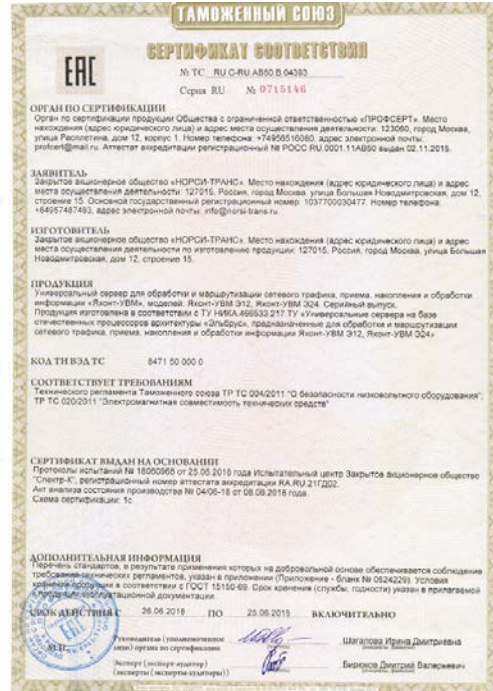 ТАМОЖЕННЫЙ СОЮЗ
СЕРТИФИКАТ СООТВЕТСТВИЯ
ЕАС
№ ТС RU C-RU.АБ50.В.04393
Серия RU № 0715146
ОРГАН ПО СЕРТИФИКАЦИИ
Орган по сертификации продукции Общества с ограниченной ответственностью «ПРОФСЕРТ». Место
нахождения (адрес юридического лица) и адрес места осуществления деятельности: 123060, город Москва,
улица Расплетина, дом 12, корпус 1. Номер телефона: +74956516080, адрес электронной почты:
profcert@mail.ru. Аттестат аккредитации регистрационный № РОСС RU.0001.11АБ50 выдан 02.11.2015.
ЗАЯВИТЕЛЬ
Закрытое акционерное общество «НОРСИ-ТРАНС». Место нахождения (адрес юридического лица) и адрес
места осуществления деятельности: 127015, Россия, город Москва, улица Большая Новодмитровская, дом 12,
строение 15. Основной государственный регистрационный номер: 1037700030477. Номер телефона:
+84957487483, адрес электронной почты: info@norsi-trans.ru.
ИЗГОТОВИТЕЛЬ
Закрытое акционерное общество «НОРСИ-ТРАНС». Место нахождения (адрес юридического лица) и адрес
места осуществления деятельности по изготовлению продукции: 127015, Россия, город Москва, улица Большая
Новодмитровская, дом 12, строение 15.
ПРОДУКЦИЯ
Универсальный сервер для обработки и маршрутизации сетевого трафика, приема, накопления и обработки
информации «Яхонт-УВМ», моделей: Яхонт-УВМ Э12, Яхонт-УВМ Э24. Серийный выпуск.
Продукция изготовлена в соответствии с ТУ НИКА.466533.217 ТУ «Универсальные сервера на базе
отечественных процессоров архитектуры «Эльбрус», предназначенные для обработки и маршрутизации
сетевого трафика, приема, накопления и обработки информации Яхонт-УВМ Э12, Яхонт-УВМ Э24»
КОД ТН ВЭД ТС 8471 50 000 0
СООТВЕТСТВУЕТ ТРЕБОВАНИЯМ
Технического регламента Таможенного союза ТР ТС 004/2011 "О безопасности низковольтного оборудования";
ТР ТС 020/2011 "Электромагнитная совместимость технических средств"
СЕРТИФИКАТ ВЫДАН НА ОСНОВАНИИ
Протоколы испытаний № 18060965 от 25.06.2018 года Испытательный центр Закрытое акционерное общество
"Спектр-К", регистрационный номер аттестата аккредитации RA.RU.21ГД02.
Акт анализа состояния производства № 04/06-18 от 08.06.2018 года.
Схема сертификации: 1с
ДОПОЛНИТЕЛЬНАЯ ИНФОРМАЦИЯ
Перечень стандартов, в результате применения которых на добровольной основе обеспечивается соблюдение
требований технических регламентов, указан в приложении (Приложение - бланк № 0524229). Условия
хранения продукции в соответствии с ГОСТ 15150-69. Срок хранения (службы, годности) указан в прилагаемой
к продукции эксплуатационной документации.
СРОК ДЕЙСТВИЯ С 26.06.2018 ПО 25.06.2019 ВКЛЮЧИТЕЛЬНО
М.П.
Руководитель (уполномоченное
лицо) органа по сертификации
Шагалова Ирина Дмитриевна
Эксперт (эксперт-аудитор)
(эксперты (эксперты-аудиторы))
Бирюков Дмитрий Валерьевич